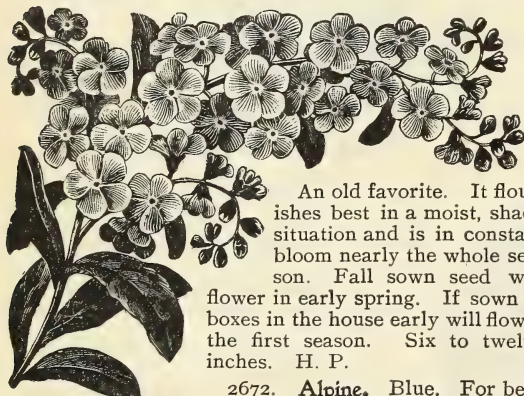 An old favorite. It flou
ishes best in a moist, shad
situation and is in consta
bloom nearly the whole se
son. Fall sown seed w
flower in early spring. If sown
boxes in the house early will flow
the first season. Six to twel
inches. H. P.
2672. Alpine. Blue. For be